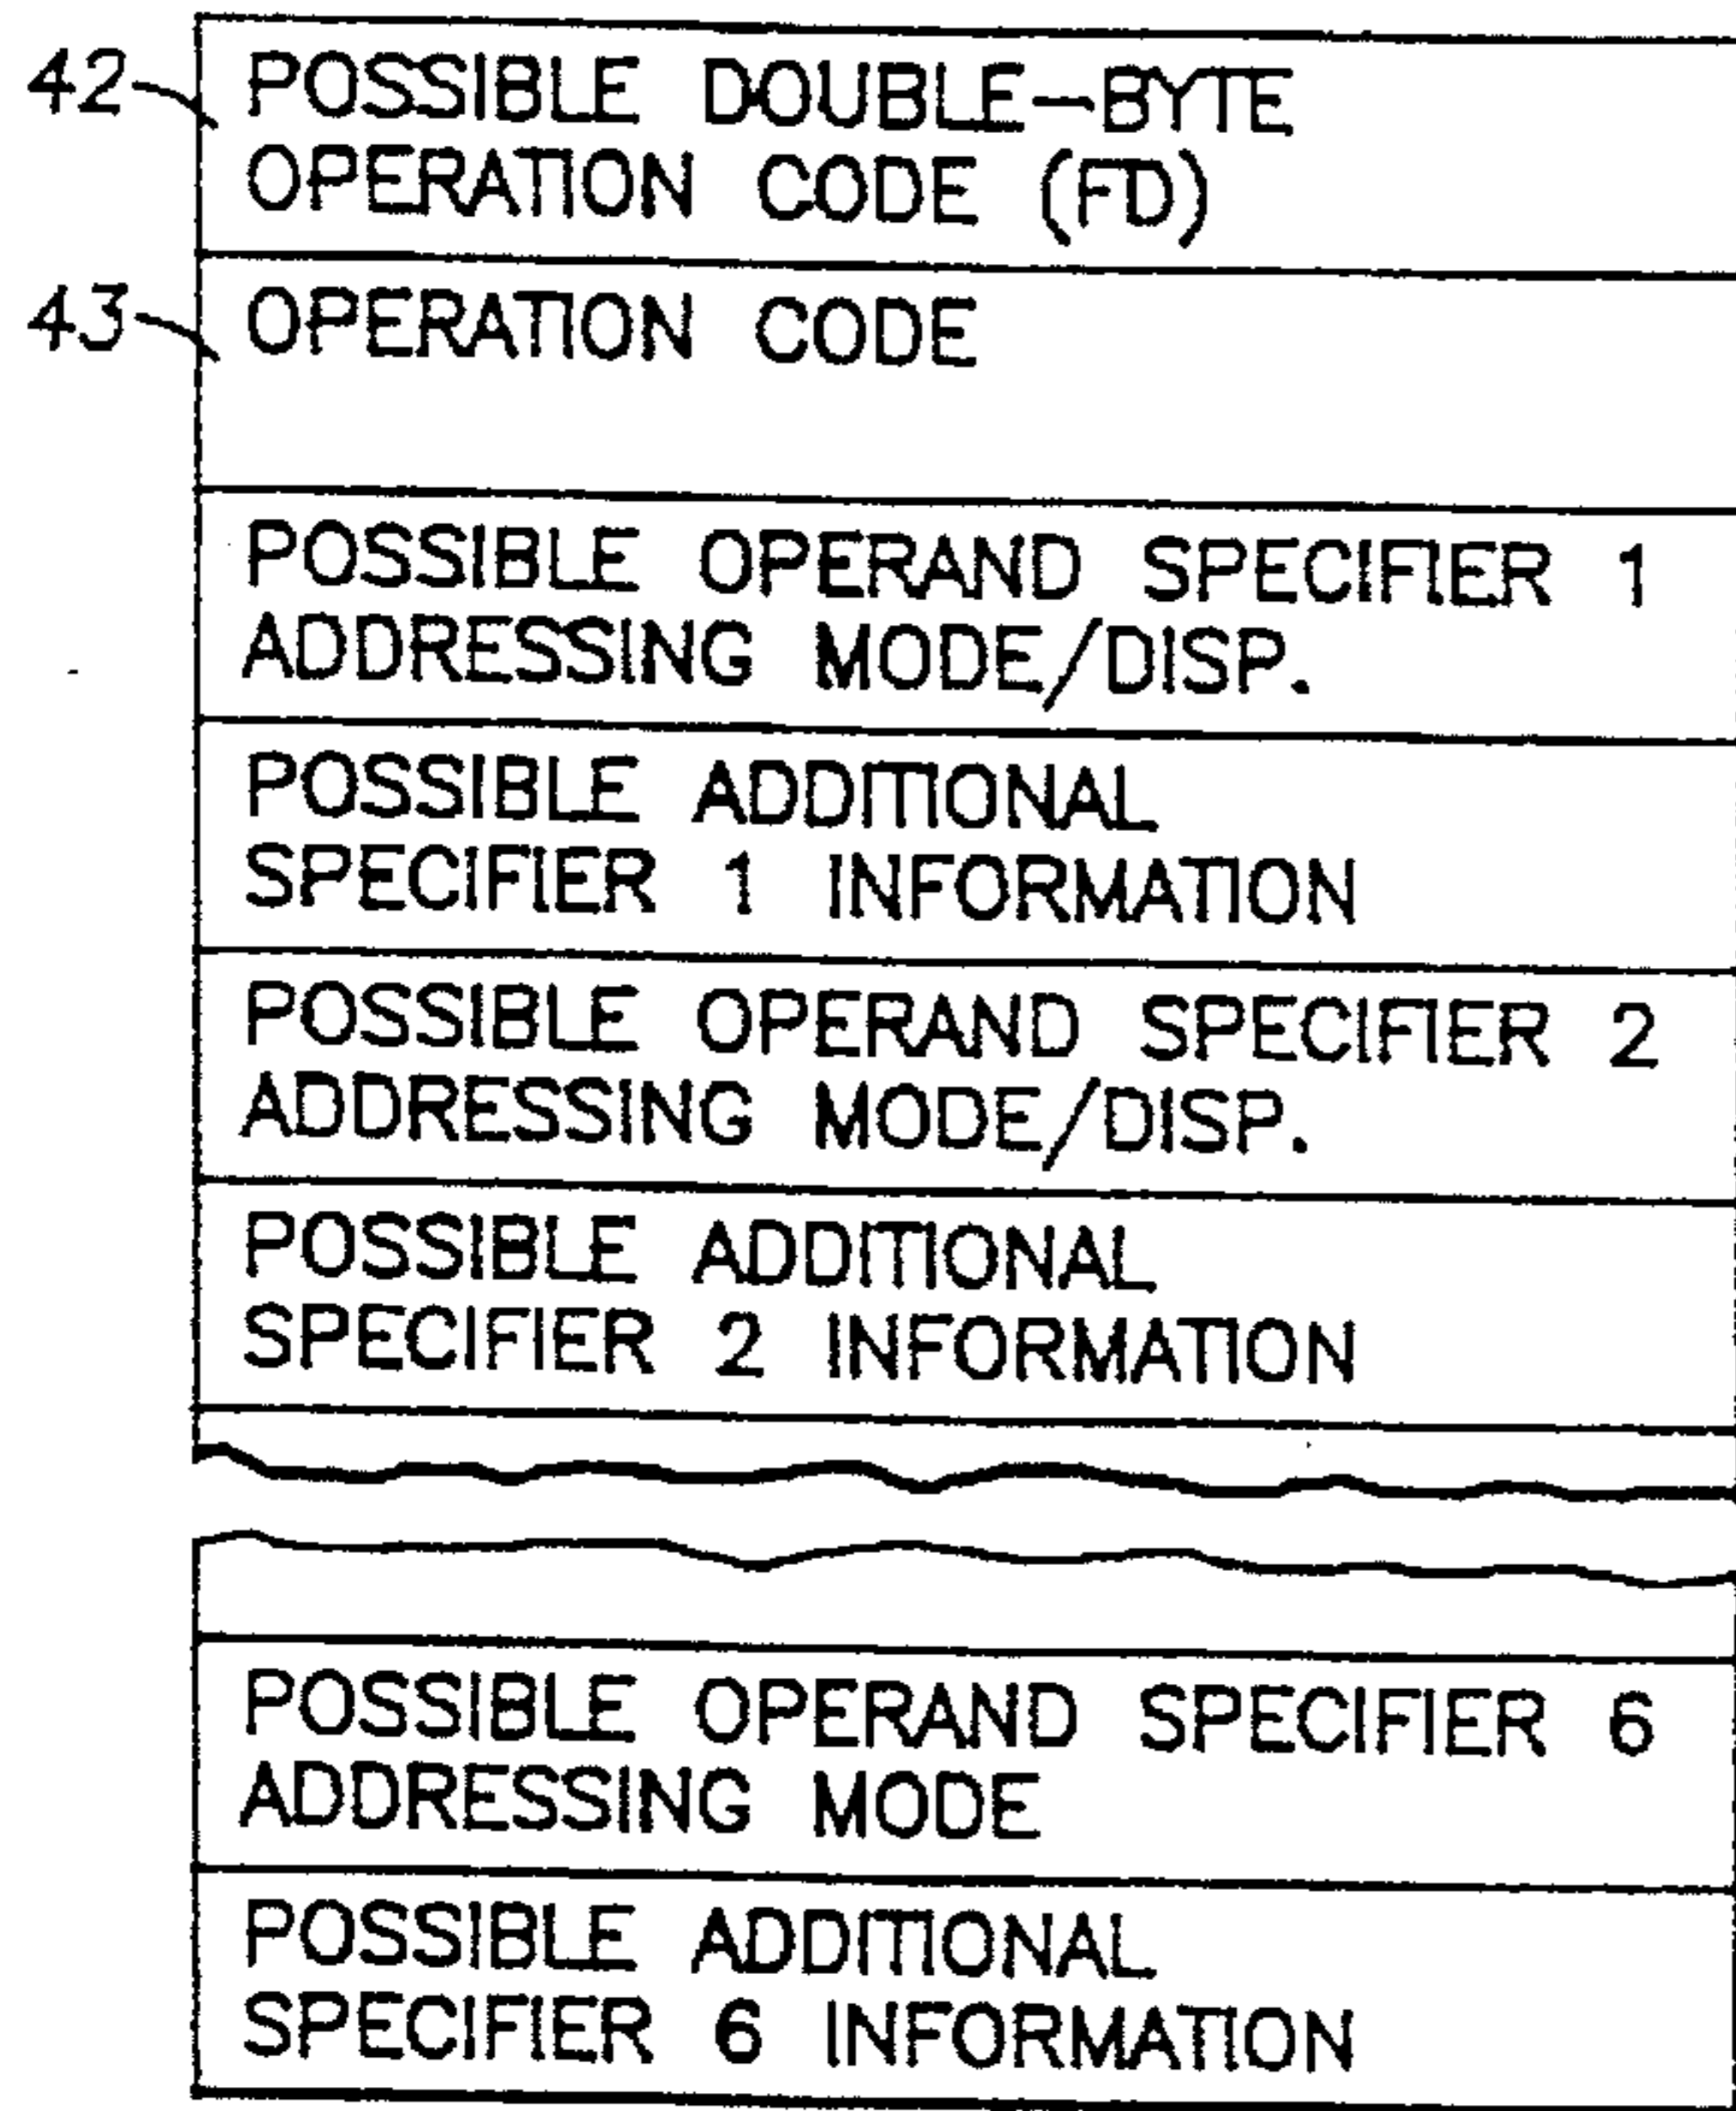 42 POSSIBLE DOUBLE-BYTE
OPERATION CODE (FD)
43 OPERATION CODE
POSSIBLE OPERAND SPECIFIER 1
ADDRESSING MODE/DISP.
POSSIBLE ADDITIONAL
SPECIFIER 1 INFORMATION
POSSIBLE OPERAND SPECIFIER 2
ADDRESSING MODE/DISP.
POSSIBLE ADDITIONAL
SPECIFIER 2 INFORMATION
POSSIBLE OPERAND SPECIFIER 6
ADDRESSING MODE
POSSIBLE ADDITIONAL
SPECIFIER 6 INFORMATION